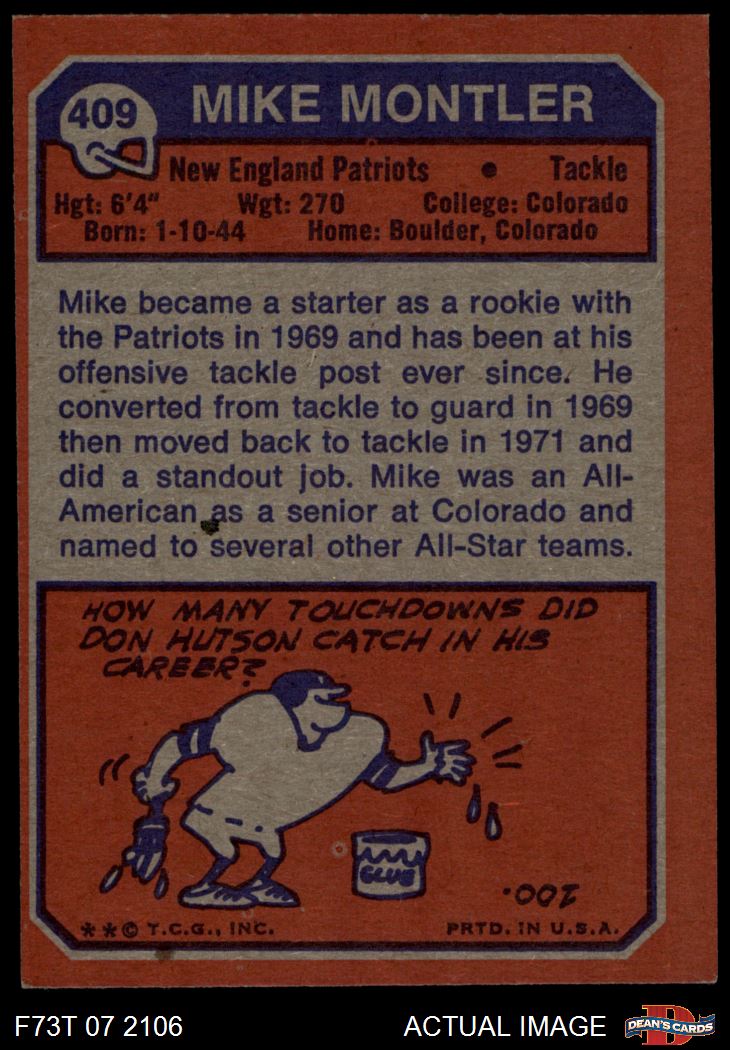 409
MIKE MONTLER
New England Patriots • Tackle
Hgt: 6'4" Wgt: 270 College: Colorado
Born: 1-10-44 Home: Boulder, Colorado
Mike became a starter as a rookie with
the Patriots in 1969 and has been at his
offensive tackle post ever since. He
converted from tackle to guard in 1969
then moved back to tackle in 1971 and
did a standout job. Mike was an All-
American as a senior at Colorado and
named to several other All-Star teams.
HOW MANY TOUCHDOWNS DID
DON HUTSON CATCH IN HIS
CAREER?
GLUE
100.
**© T.C.G., INC. PRTD. IN U.S.A.
F73T 07 2106 ACTUAL IMAGE D DEAN'S CARDS